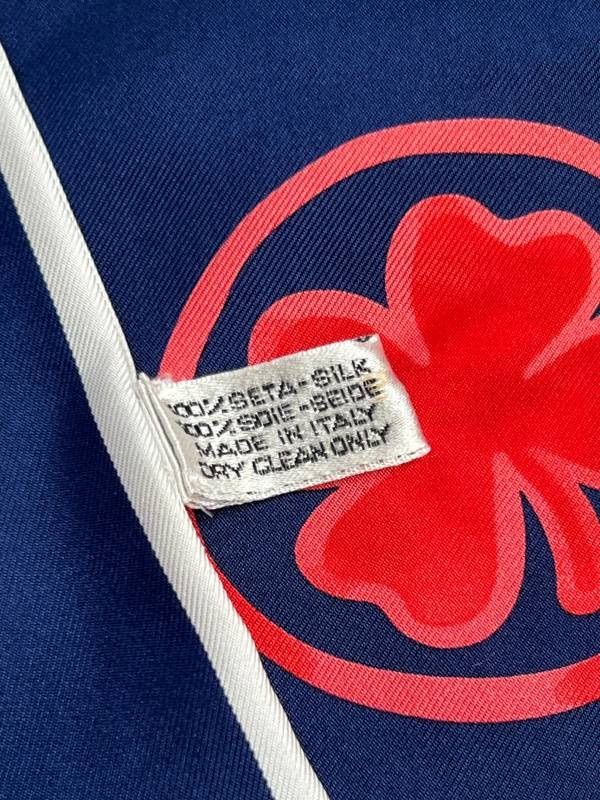 100% SETA-SILK
100% SOIE-SEIDE
MADE IN ITALY
DRY CLEAN ONLY